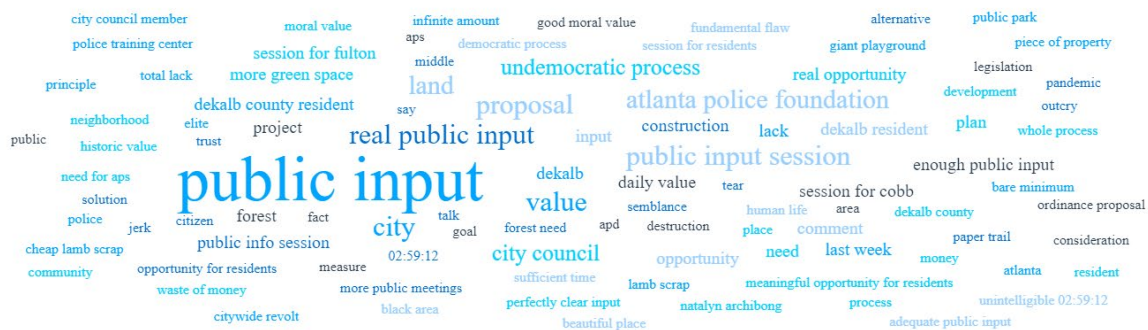 city council member
moral value
infinite amount
good moral value
fundamental flaw
alternative
public park
police training center
session for fulton
aps
democratic process
session for residents
giant playground
piece of property
principle
total lack
more green space
middle
undemocratic process
real opportunity
legislation
pandemic
land
proposal
atlanta police foundation
development
outcry
dekalb county resident
say
neighborhood
elite
project
real public input
input
construction
lack
dekalb resident
plan
whole process
public
historic value
trust
public input
public input session
enough public input
need for aps
dekalb
daily value
tear
session for cobb
bare minimum
solution
value
semblance
human life
area
dekalb county
ordinance proposal
police
citizen
forest
fact
city
talk
goal
forest need
apd
destruction
place
comment
consideration
jerk
public info session
02:59:12
city council
opportunity
need
last week
paper trail
cheap lamb scrap
money
community
opportunity for residents
measure
sufficient time
lamb scrap
meaningful opportunity for residents
atlanta
resident
waste of money
more public meetings
black area
perfectly clear input
natalyn archibong
process
unintelligible 02:59:12
citywide revolt
beautiful place
adequate public input